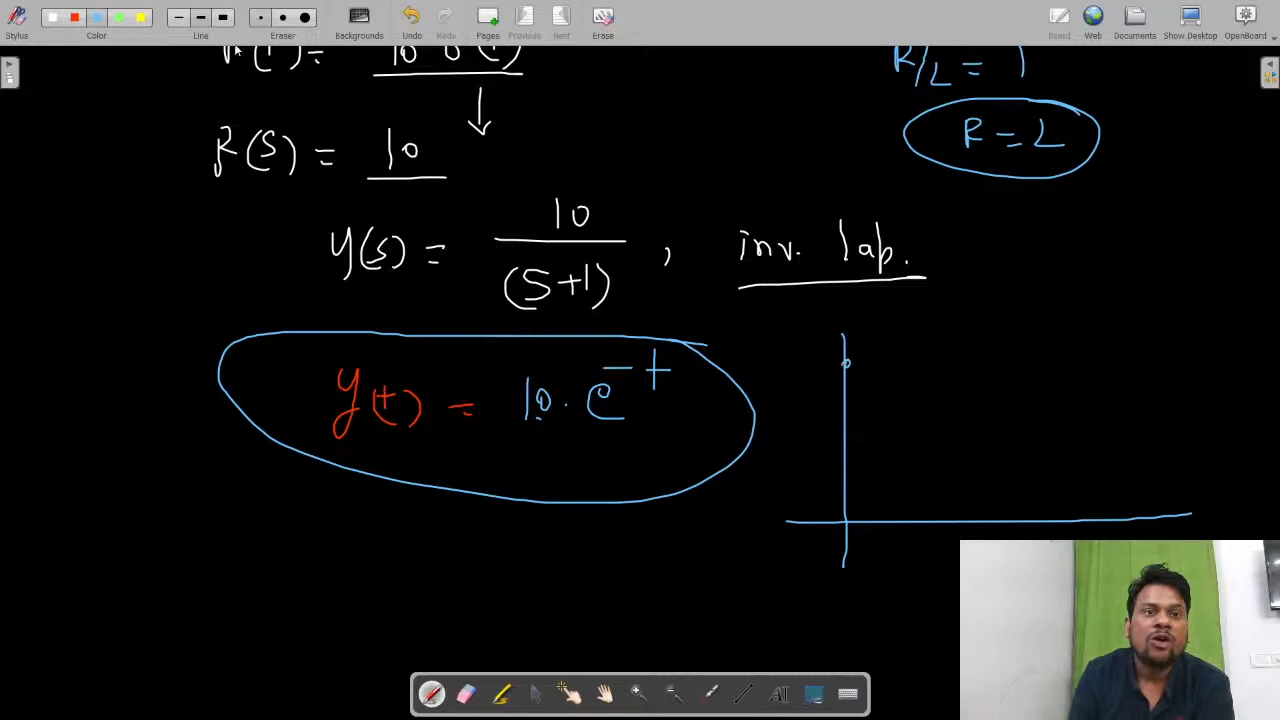 Stylus Color Line Eraser Backgrounds Undo Redo Pages Previous Next Erase Board Web Documents Show Desktop OpenBoard
R/L = 1
R(S) = 10
R = L
y(s) = 10/(S+1) , inv. lap.
y(t) = 10 . e^-t